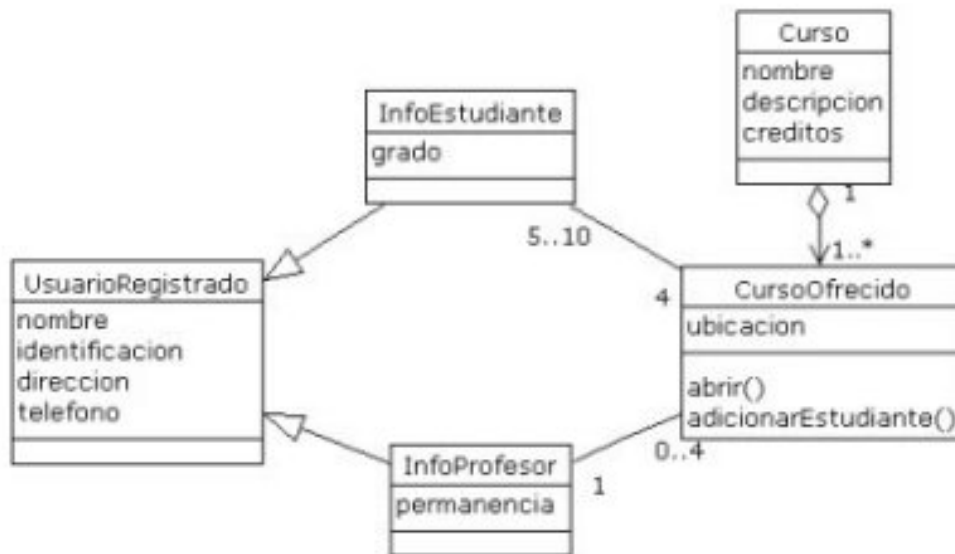 Curso
nombre
descripcion
creditos
1
1..*
InfoEstudiante
grado
5..10
4
UsuarioRegistrado
nombre
identificacion
direccion
telefono
CursoOfrecido
ubicacion
abrir()
adicionarEstudiante()
0..4
1
InfoProfesor
permanencia